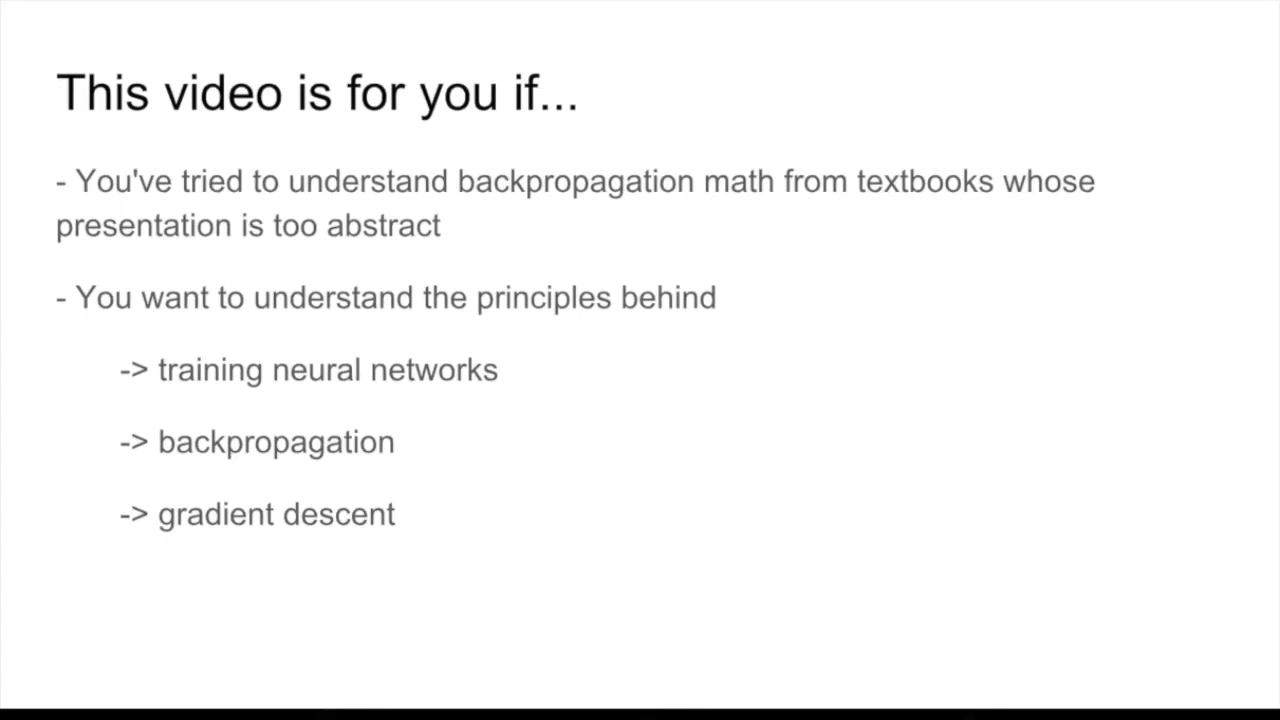 This video is for you if...
- You've tried to understand backpropagation math from textbooks whose
presentation is too abstract
- You want to understand the principles behind
-> training neural networks
-> backpropagation
-> gradient descent